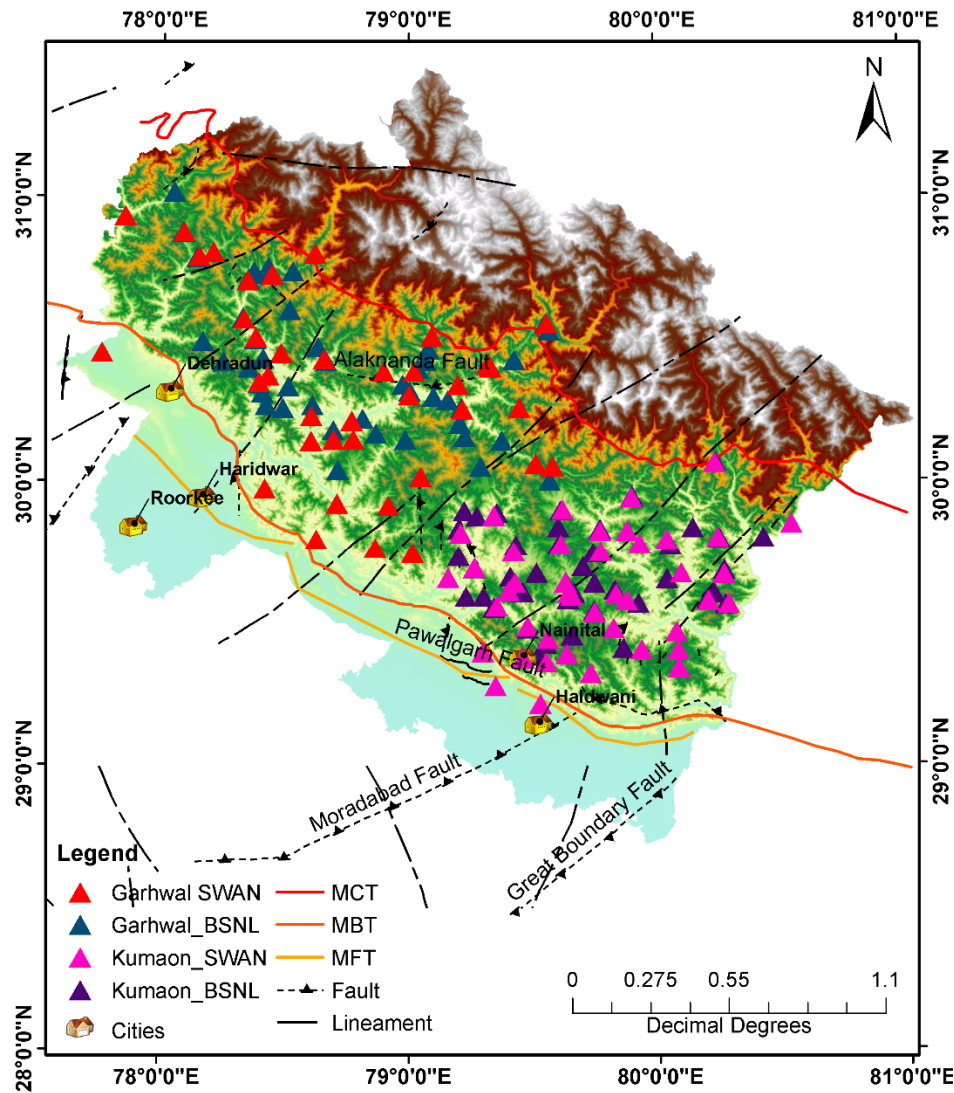 78°0'0"E 79°0'0"E 80°0'0"E 81°0'0"E
N
31°0'0"N 31°0'0"N
Alaknanda Fault
Dehradun
Haridwar
30°0'0"N 30°0'0"N
Roorkee
Nainital
Pawalgarh Fault
Haldwani
29°0'0"N 29°0'0"N
Moradabad Fault
Great Boundary Fault
Legend
Garhwal SWAN MCT
Garhwal_BSNL MBT
Kumaon_SWAN MFT
Kumaon_BSNL Fault
Cities Lineament
0 0.275 0.55 1.1
Decimal Degrees
28°0'0"N 28°0'0"N
78°0'0"E 79°0'0"E 80°0'0"E 81°0'0"E